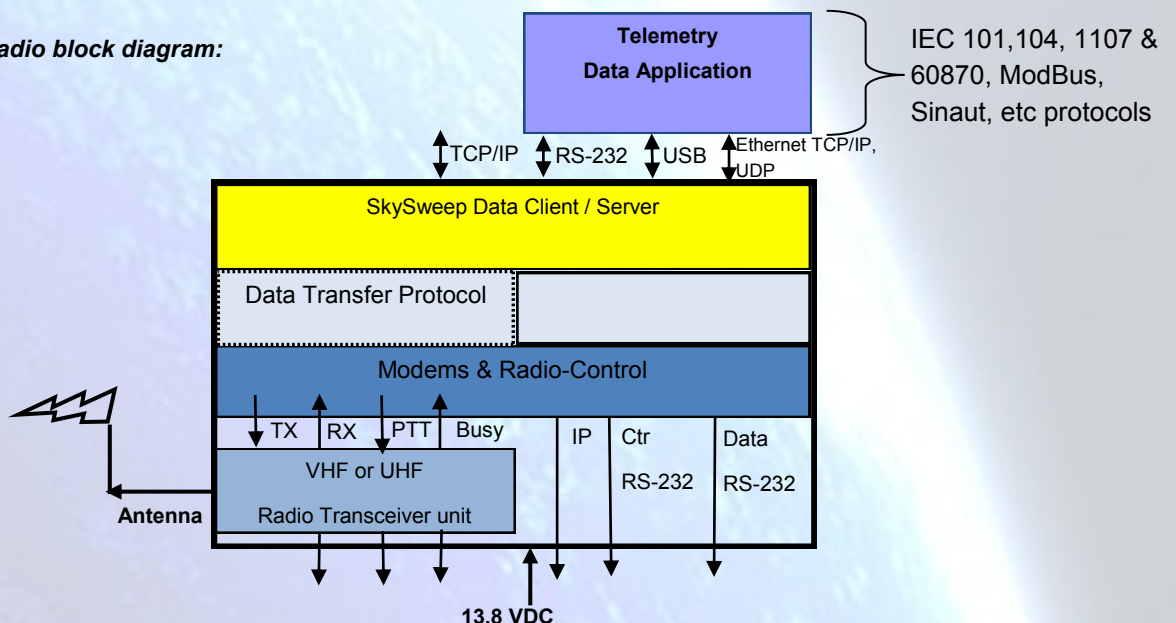 adio block diagram:
Telemetry
Data Application
IEC 101,104, 1107 &
60870, ModBus,
Sinaut, etc protocols
TCP/IP RS-232 USB Ethernet TCP/IP,
UDP
SkySweep Data Client / Server
Data Transfer Protocol
Modems & Radio-Control
TX RX PTT Busy IP Ctr Data
RS-232 RS-232
VHF or UHF
Radio Transceiver unit
Antenna
13.8 VDC